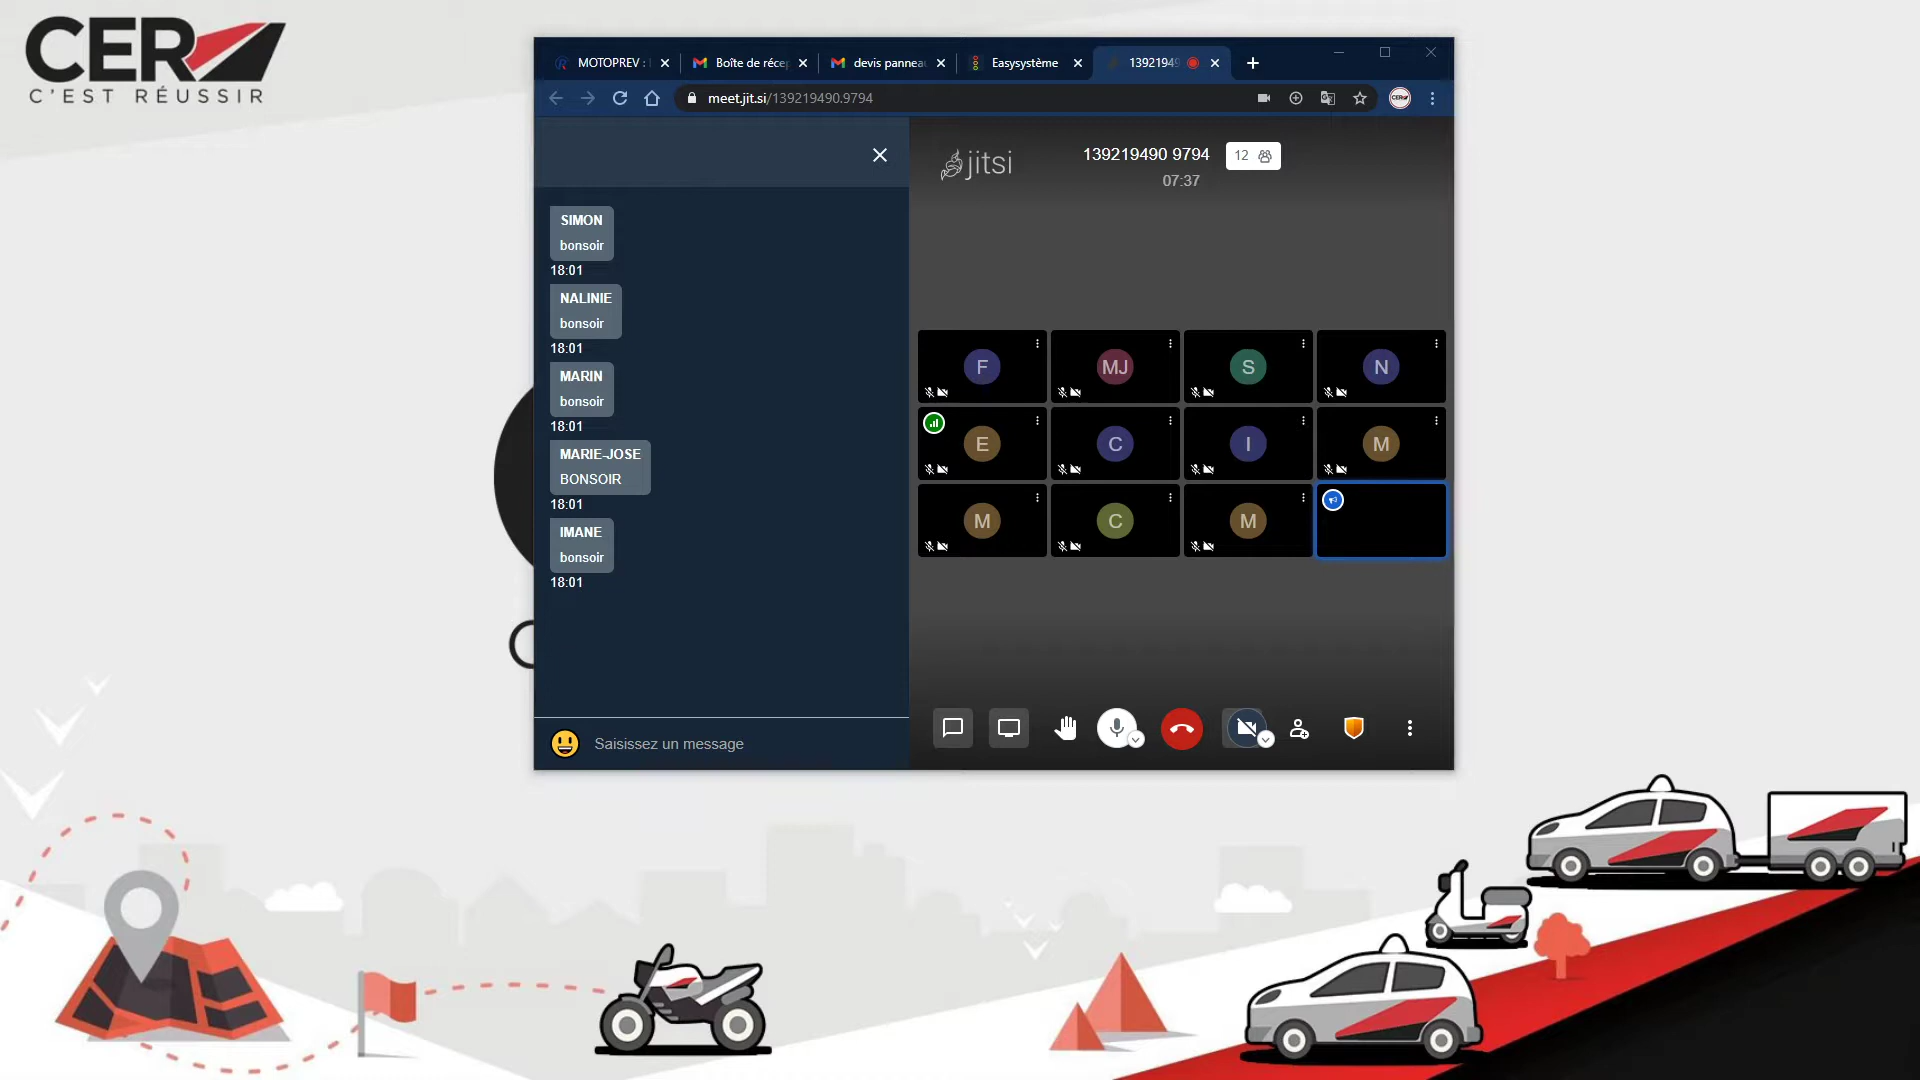 CER
C'EST RÉUSSIR
MOTOPREV :
Boîte de récep
devis panneau
Easysystème
1392194
meet.jit.si/139219490.9794
CER
jitsi
139219490 9794
12
07:37
SIMON
bonsoir
18:01
NALINIE
bonsoir
18:01
MARIN
bonsoir
18:01
MARIE-JOSE
BONSOIR
18:01
IMANE
bonsoir
18:01
F
MJ
S
N
E
C
I
M
M
C
M
Saisissez un message